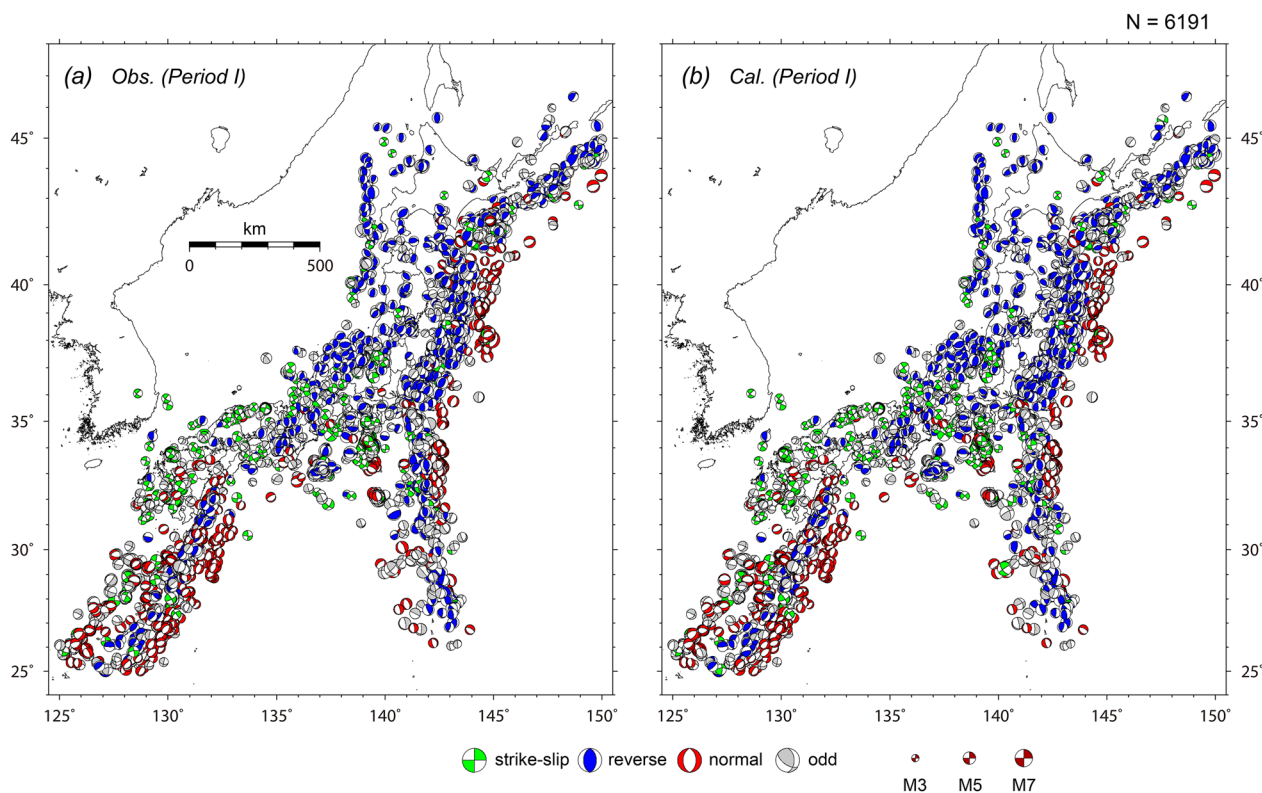 N = 6191
(a) Obs. (Period I)
(b) Cal. (Period I)
km
0 500
45°
40°
35°
30°
25°
45°
40°
35°
30°
25°
125° 130° 135° 140° 145° 150°
125° 130° 135° 140° 145° 150°
strike-slip reverse normal odd
M3 M5 M7